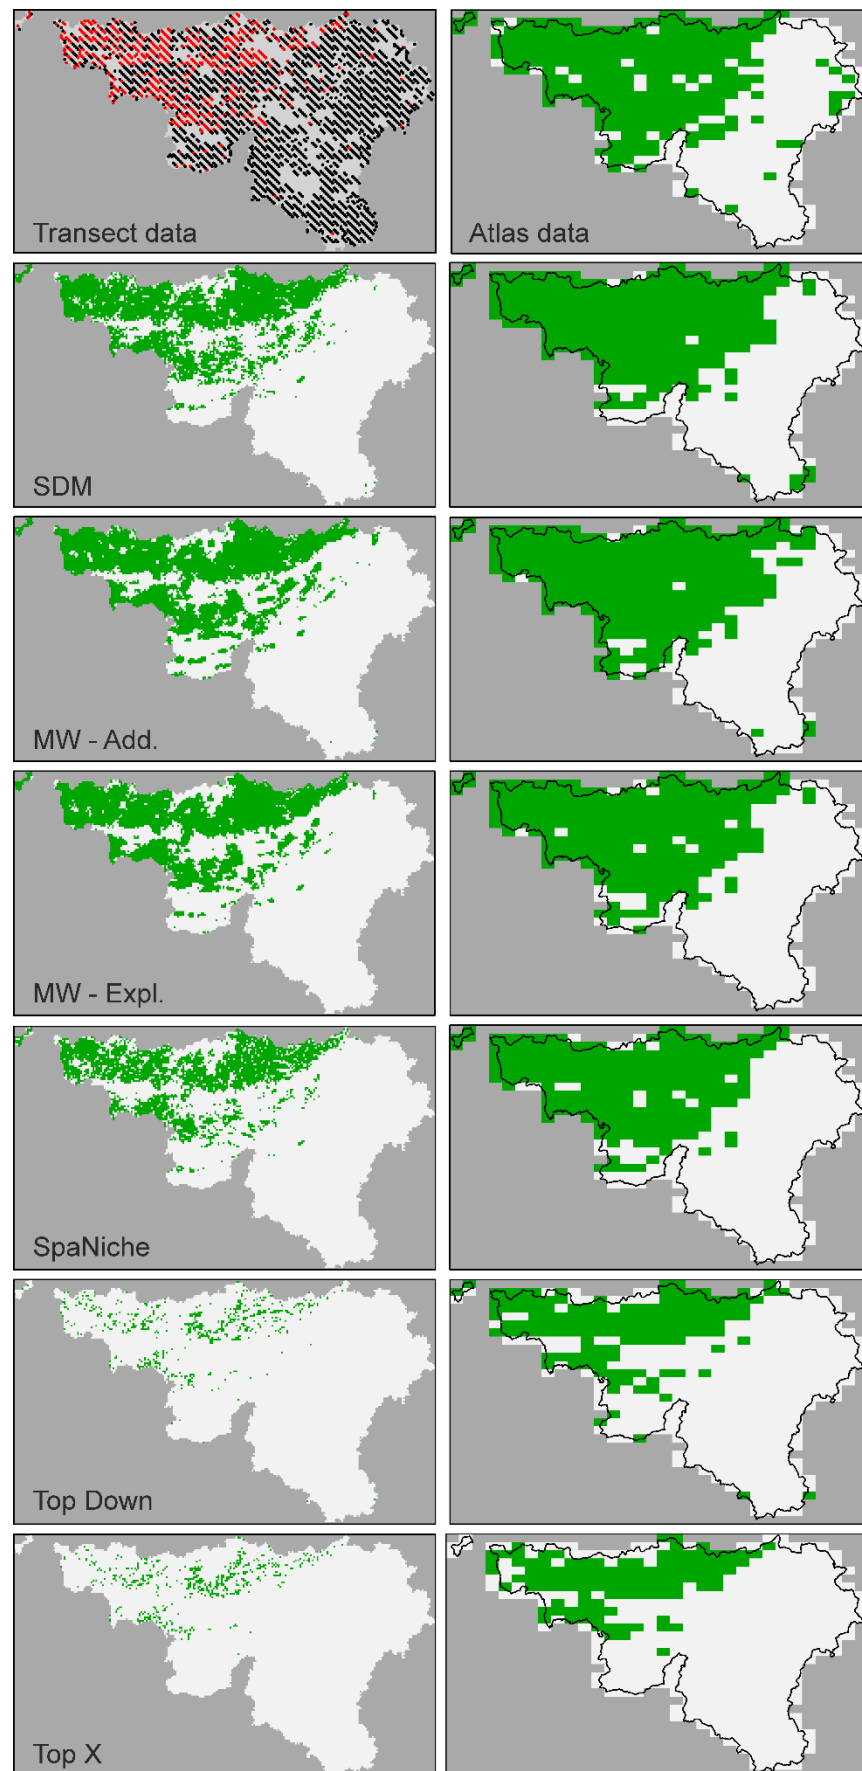 Transect data
Atlas data
SDM
MW - Add.
MW - Expl.
SpaNiche
Top Down
Top X